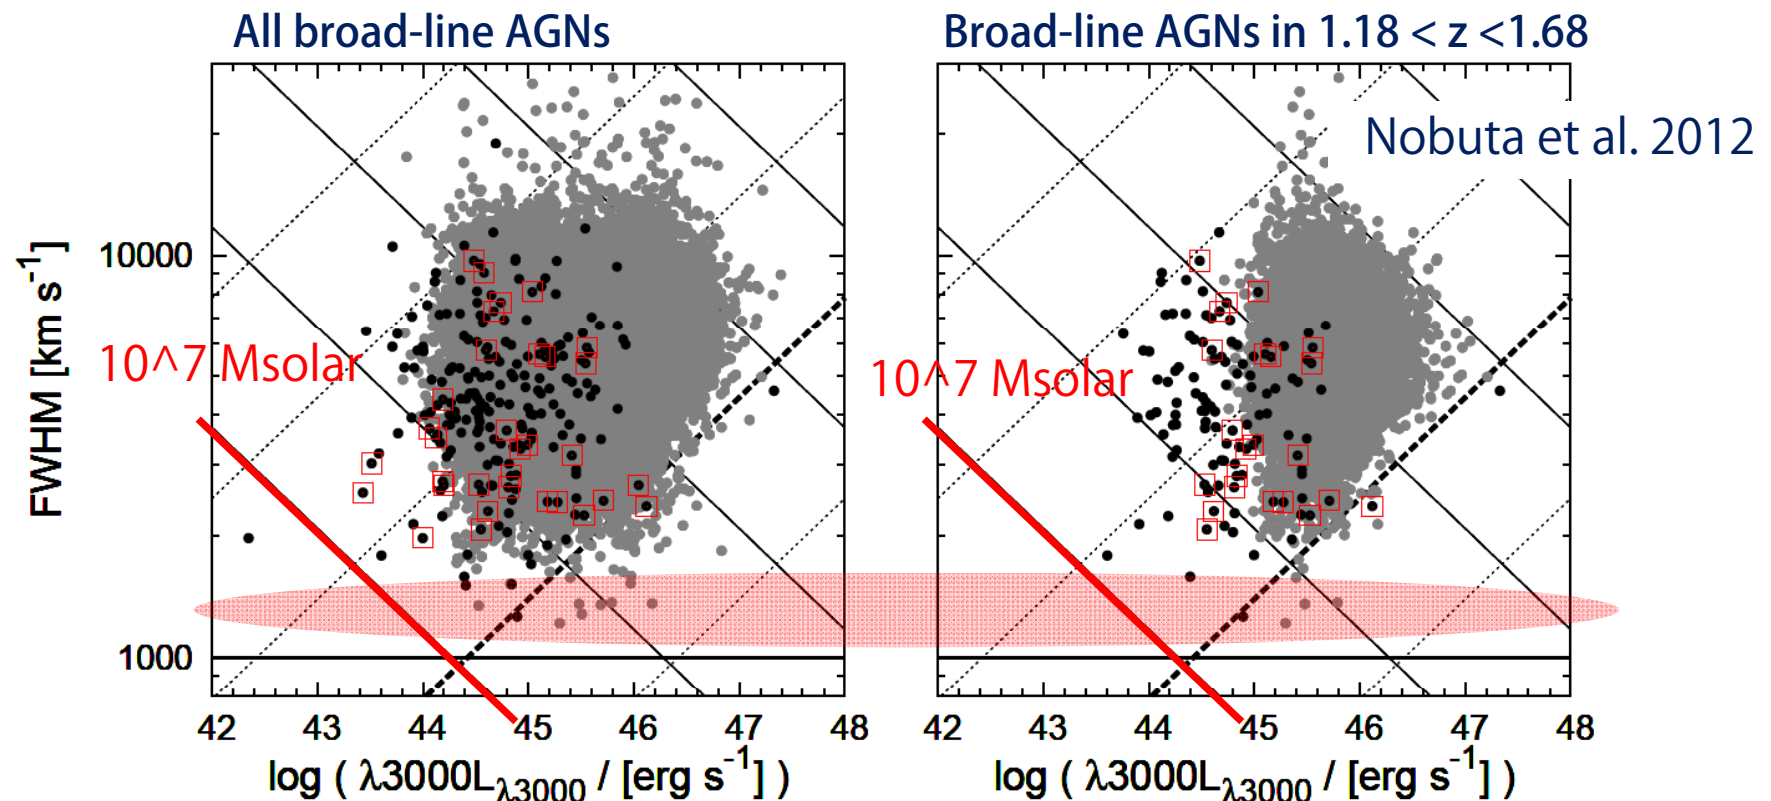 All broad-line AGNs
Broad-line AGNs in 1.18 < z <1.68
Nobuta et al. 2012
FWHM [km s⁻¹]
10000
1000
10^7 Msolar
10^7 Msolar
42 43 44 45 46 47 48
42 43 44 45 46 47 48
log ( λ3000L_λ3000 / [erg s⁻¹] )
log ( λ3000L_λ3000 / [erg s⁻¹] )